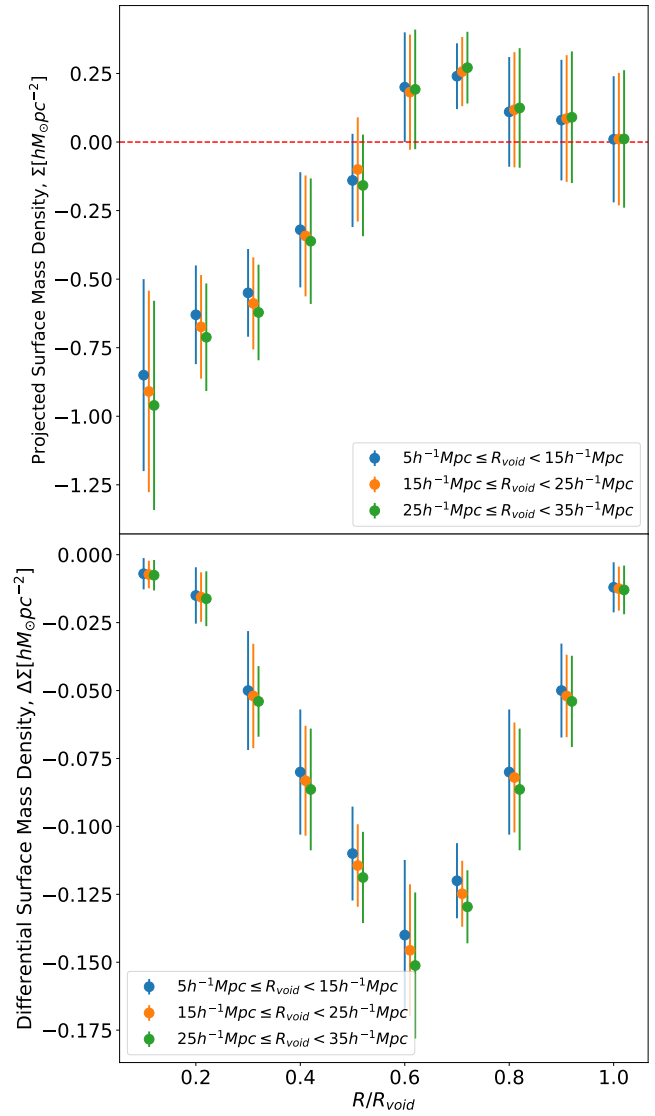 Projected Surface Mass Density, Σ[hM⊙pc⁻²]
0.25
0.00
−0.25
−0.50
−0.75
−1.00
−1.25
5h⁻¹Mpc ≤ R_void < 15h⁻¹Mpc
15h⁻¹Mpc ≤ R_void < 25h⁻¹Mpc
25h⁻¹Mpc ≤ R_void < 35h⁻¹Mpc
Differential Surface Mass Density, ΔΣ[hM⊙pc⁻²]
0.000
−0.025
−0.050
−0.075
−0.100
−0.125
−0.150
−0.175
5h⁻¹Mpc ≤ R_void < 15h⁻¹Mpc
15h⁻¹Mpc ≤ R_void < 25h⁻¹Mpc
25h⁻¹Mpc ≤ R_void < 35h⁻¹Mpc
0.2 0.4 0.6 0.8 1.0
R/R_void